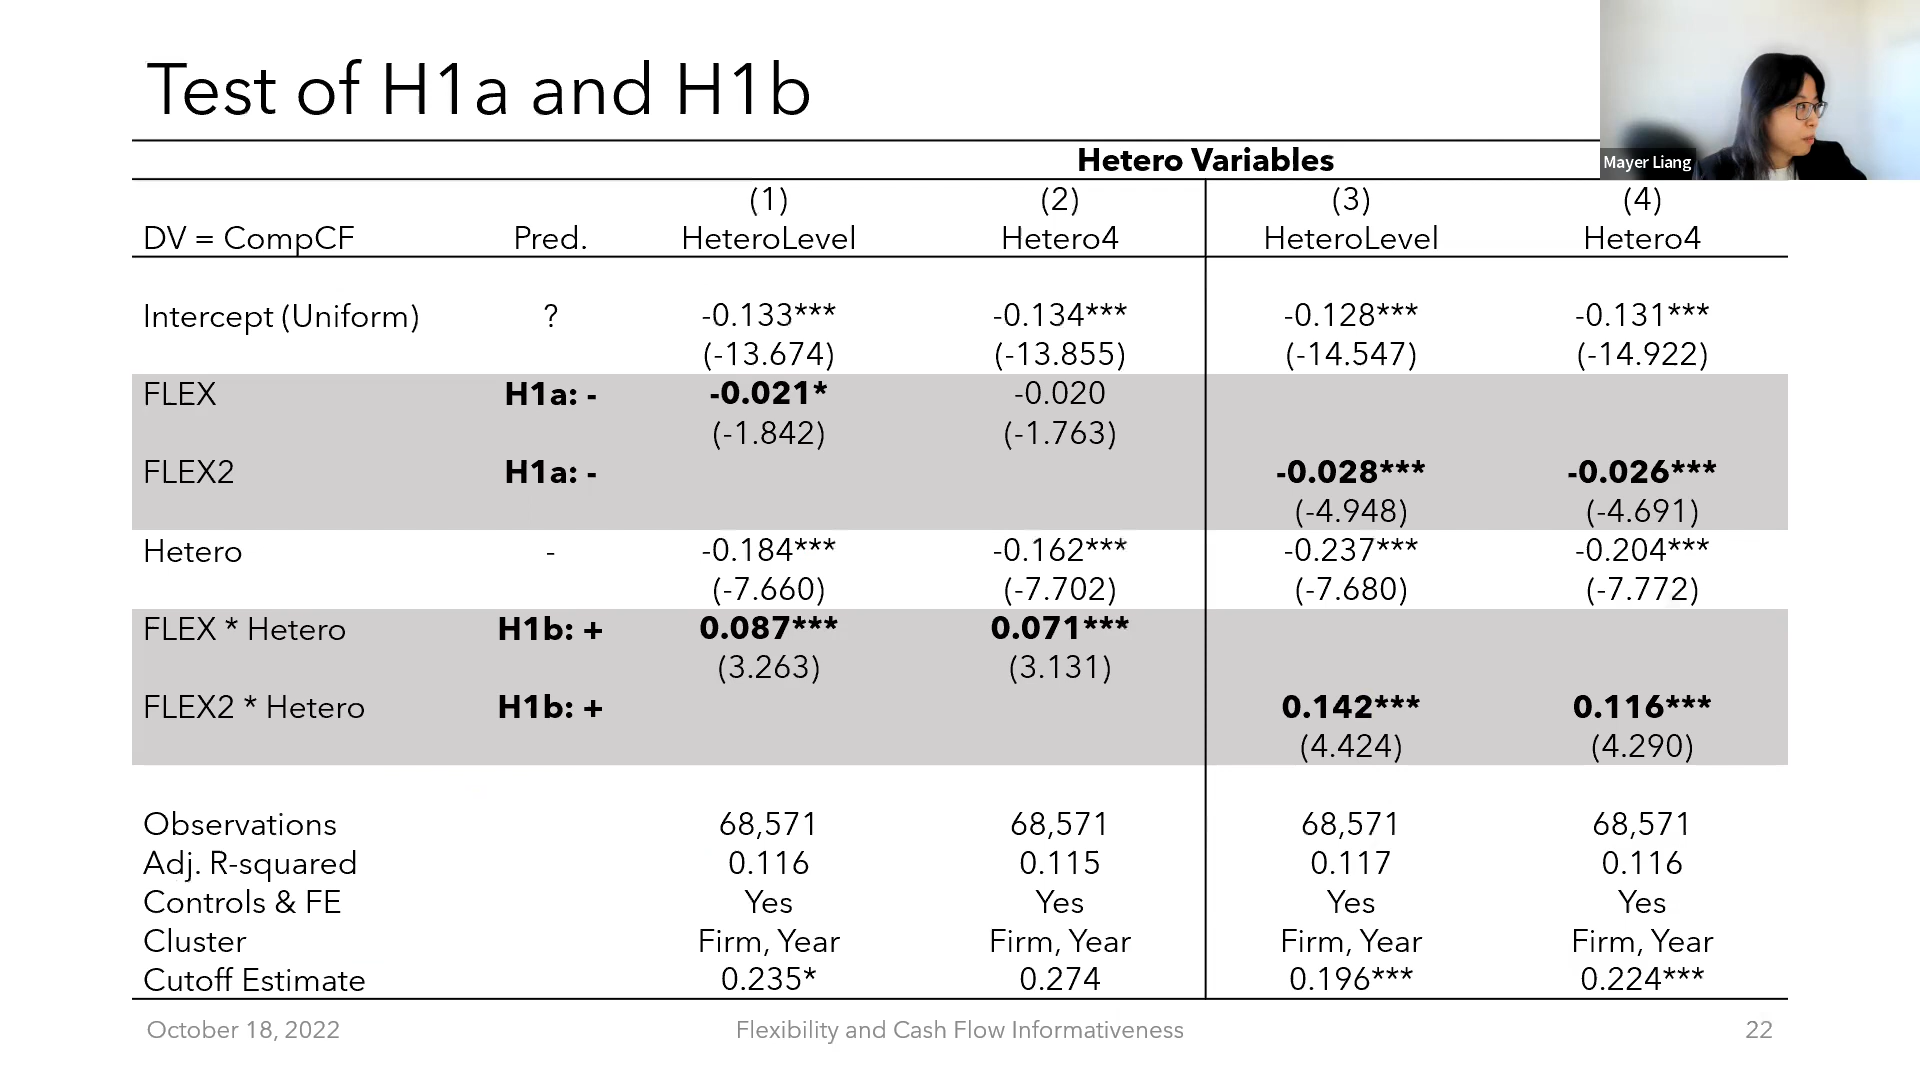 Test of H1a and H1b
Mayer Liang
Hetero Variables
(1) (2) (3) (4)
DV = CompCF Pred. HeteroLevel Hetero4 HeteroLevel Hetero4
Intercept (Uniform) ? -0.133*** -0.134*** -0.128*** -0.131***
(-13.674) (-13.855) (-14.547) (-14.922)
FLEX H1a: - -0.021* -0.020
(-1.842) (-1.763)
FLEX2 H1a: - -0.028*** -0.026***
(-4.948) (-4.691)
Hetero - -0.184*** -0.162*** -0.237*** -0.204***
(-7.660) (-7.702) (-7.680) (-7.772)
FLEX * Hetero H1b: + 0.087*** 0.071***
(3.263) (3.131)
FLEX2 * Hetero H1b: + 0.142*** 0.116***
(4.424) (4.290)
Observations 68,571 68,571 68,571 68,571
Adj. R-squared 0.116 0.115 0.117 0.116
Controls & FE Yes Yes Yes Yes
Cluster Firm, Year Firm, Year Firm, Year Firm, Year
Cutoff Estimate 0.235* 0.274 0.196*** 0.224***
October 18, 2022 Flexibility and Cash Flow Informativeness 22